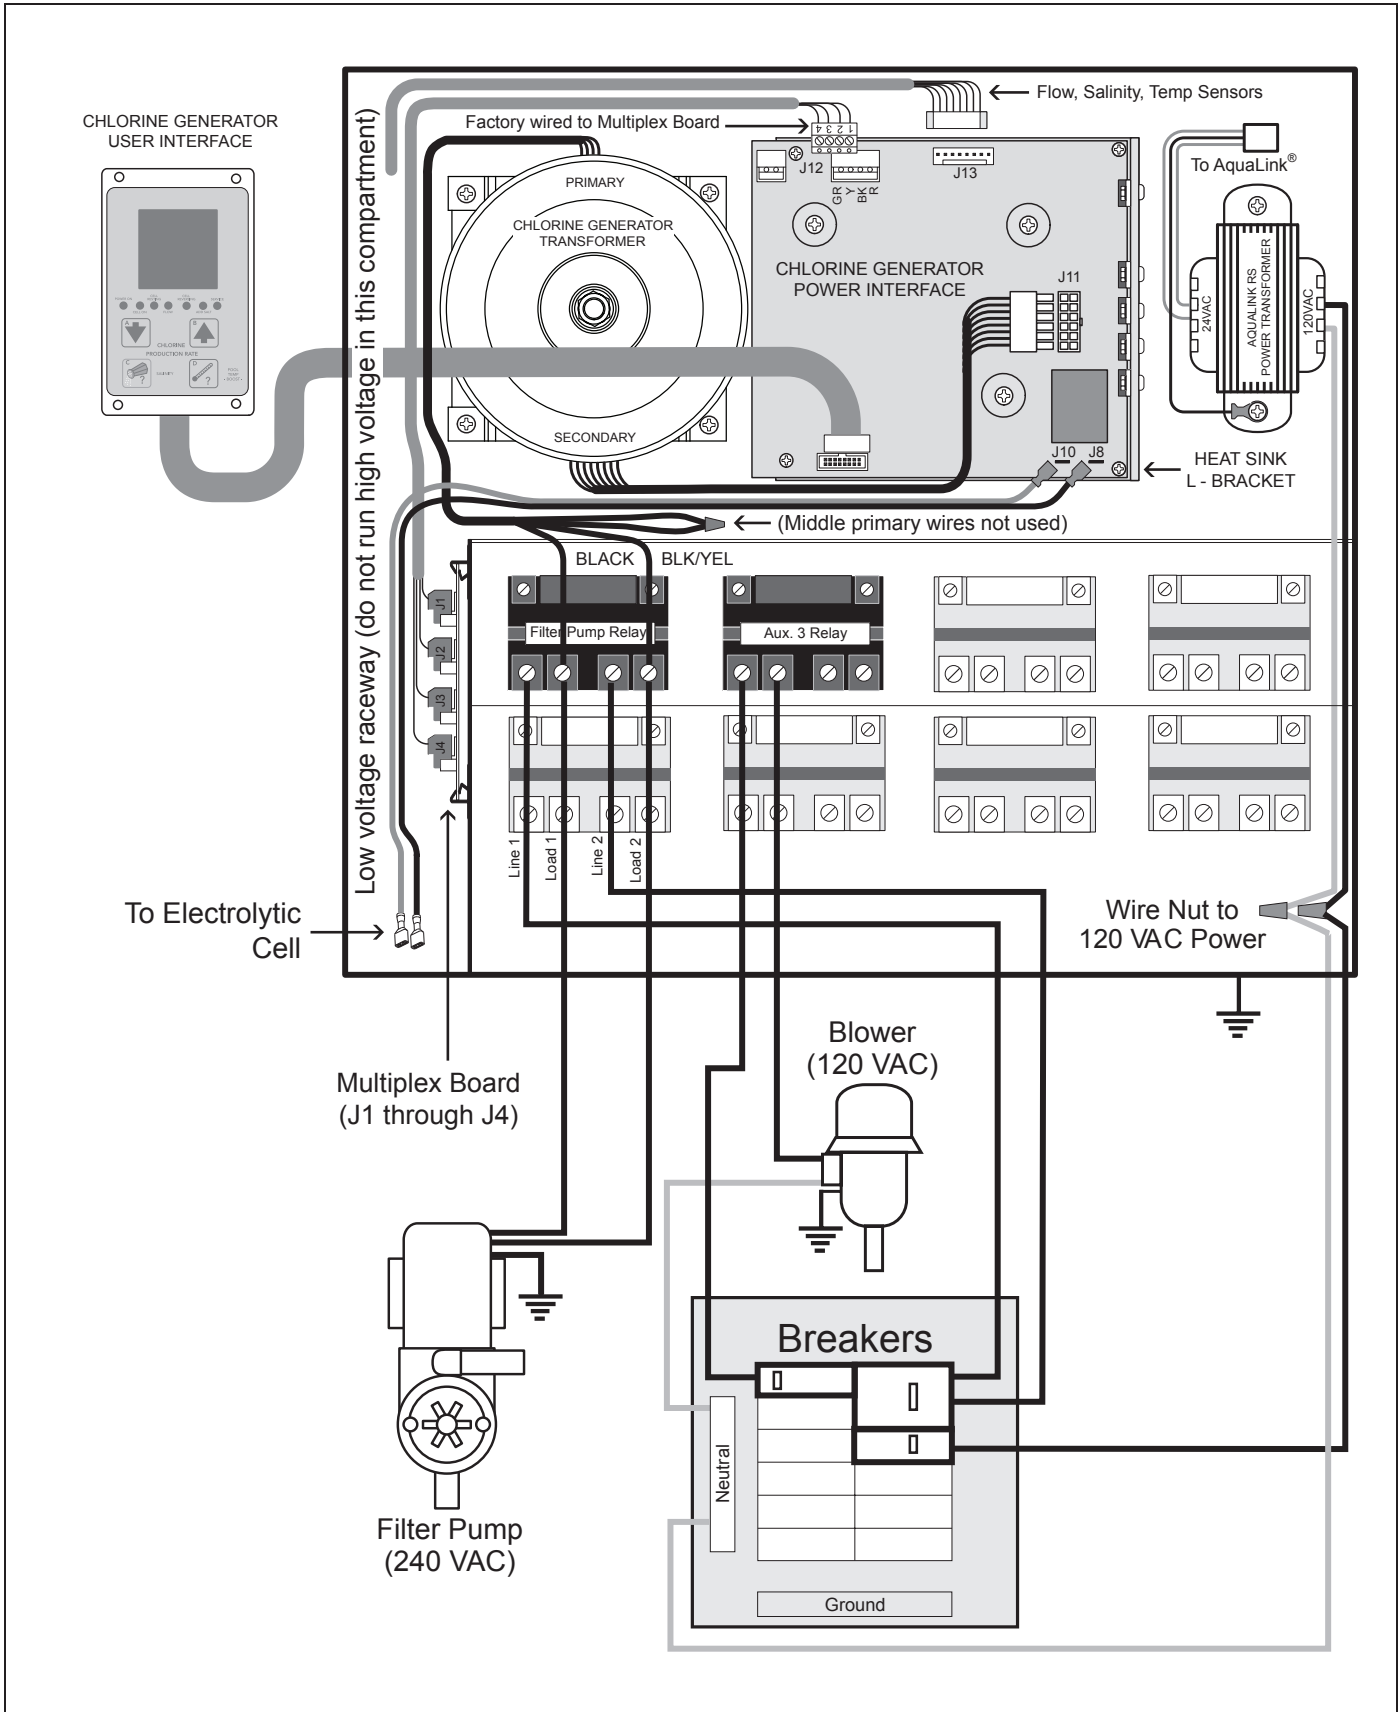 Flow, Salinity, Temp Sensors
Factory wired to Multiplex Board
CHLORINE GENERATOR
USER INTERFACE
4 3 2 1
J12
J13
To AquaLink®
PRIMARY
GR
Y
BK
R
CHLORINE GENERATOR
TRANSFORMER
CHLORINE GENERATOR
POWER INTERFACE
J11
24VAC
AQUALINK RS
POWER TRANSFORMER
120VAC
A
B
CHLORINE
PRODUCTION RATE
C
D
?
?
SALINITY
SECONDARY
J10
J8
HEAT SINK
L - BRACKET
Low voltage raceway (do not run high voltage in this compartment)
(Middle primary wires not used)
BLACK
BLK/YEL
J1
J2
J3
J4
Filter Pump Relay
Aux. 3 Relay
Line 1
Load 1
Line 2
Load 2
To Electrolytic
Cell
Wire Nut to
120 VAC Power
Multiplex Board
(J1 through J4)
Blower
(120 VAC)
Breakers
Neutral
Ground
Filter Pump
(240 VAC)